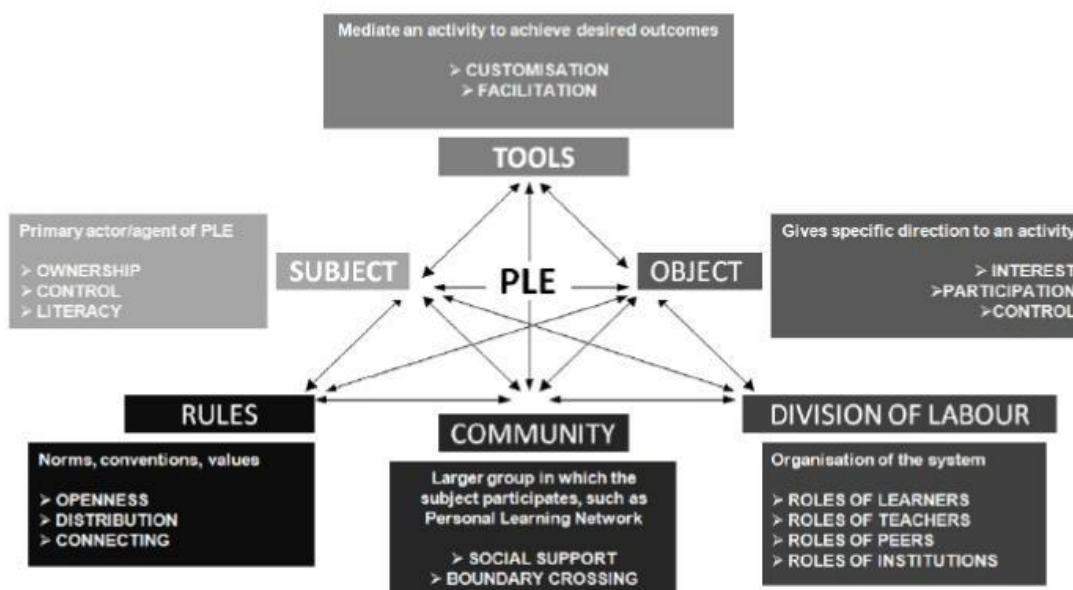 Mediate an activity to achieve desired outcomes
➢ CUSTOMISATION
➢ FACILITATION
TOOLS
Primary actor/agent of PLE
➢ OWNERSHIP
➢ CONTROL
➢ LITERACY
SUBJECT
PLE
OBJECT
Gives specific direction to an activity
➢ INTEREST
➢PARTICIPATION
➢CONTROL
RULES
Norms, conventions, values
➢ OPENNESS
➢ DISTRIBUTION
➢ CONNECTING
COMMUNITY
Larger group in which the
subject participates, such as
Personal Learning Network
➢ SOCIAL SUPPORT
➢ BOUNDARY CROSSING
DIVISION OF LABOUR
Organisation of the system
➢ ROLES OF LEARNERS
➢ ROLES OF TEACHERS
➢ ROLES OF PEERS
➢ ROLES OF INSTITUTIONS